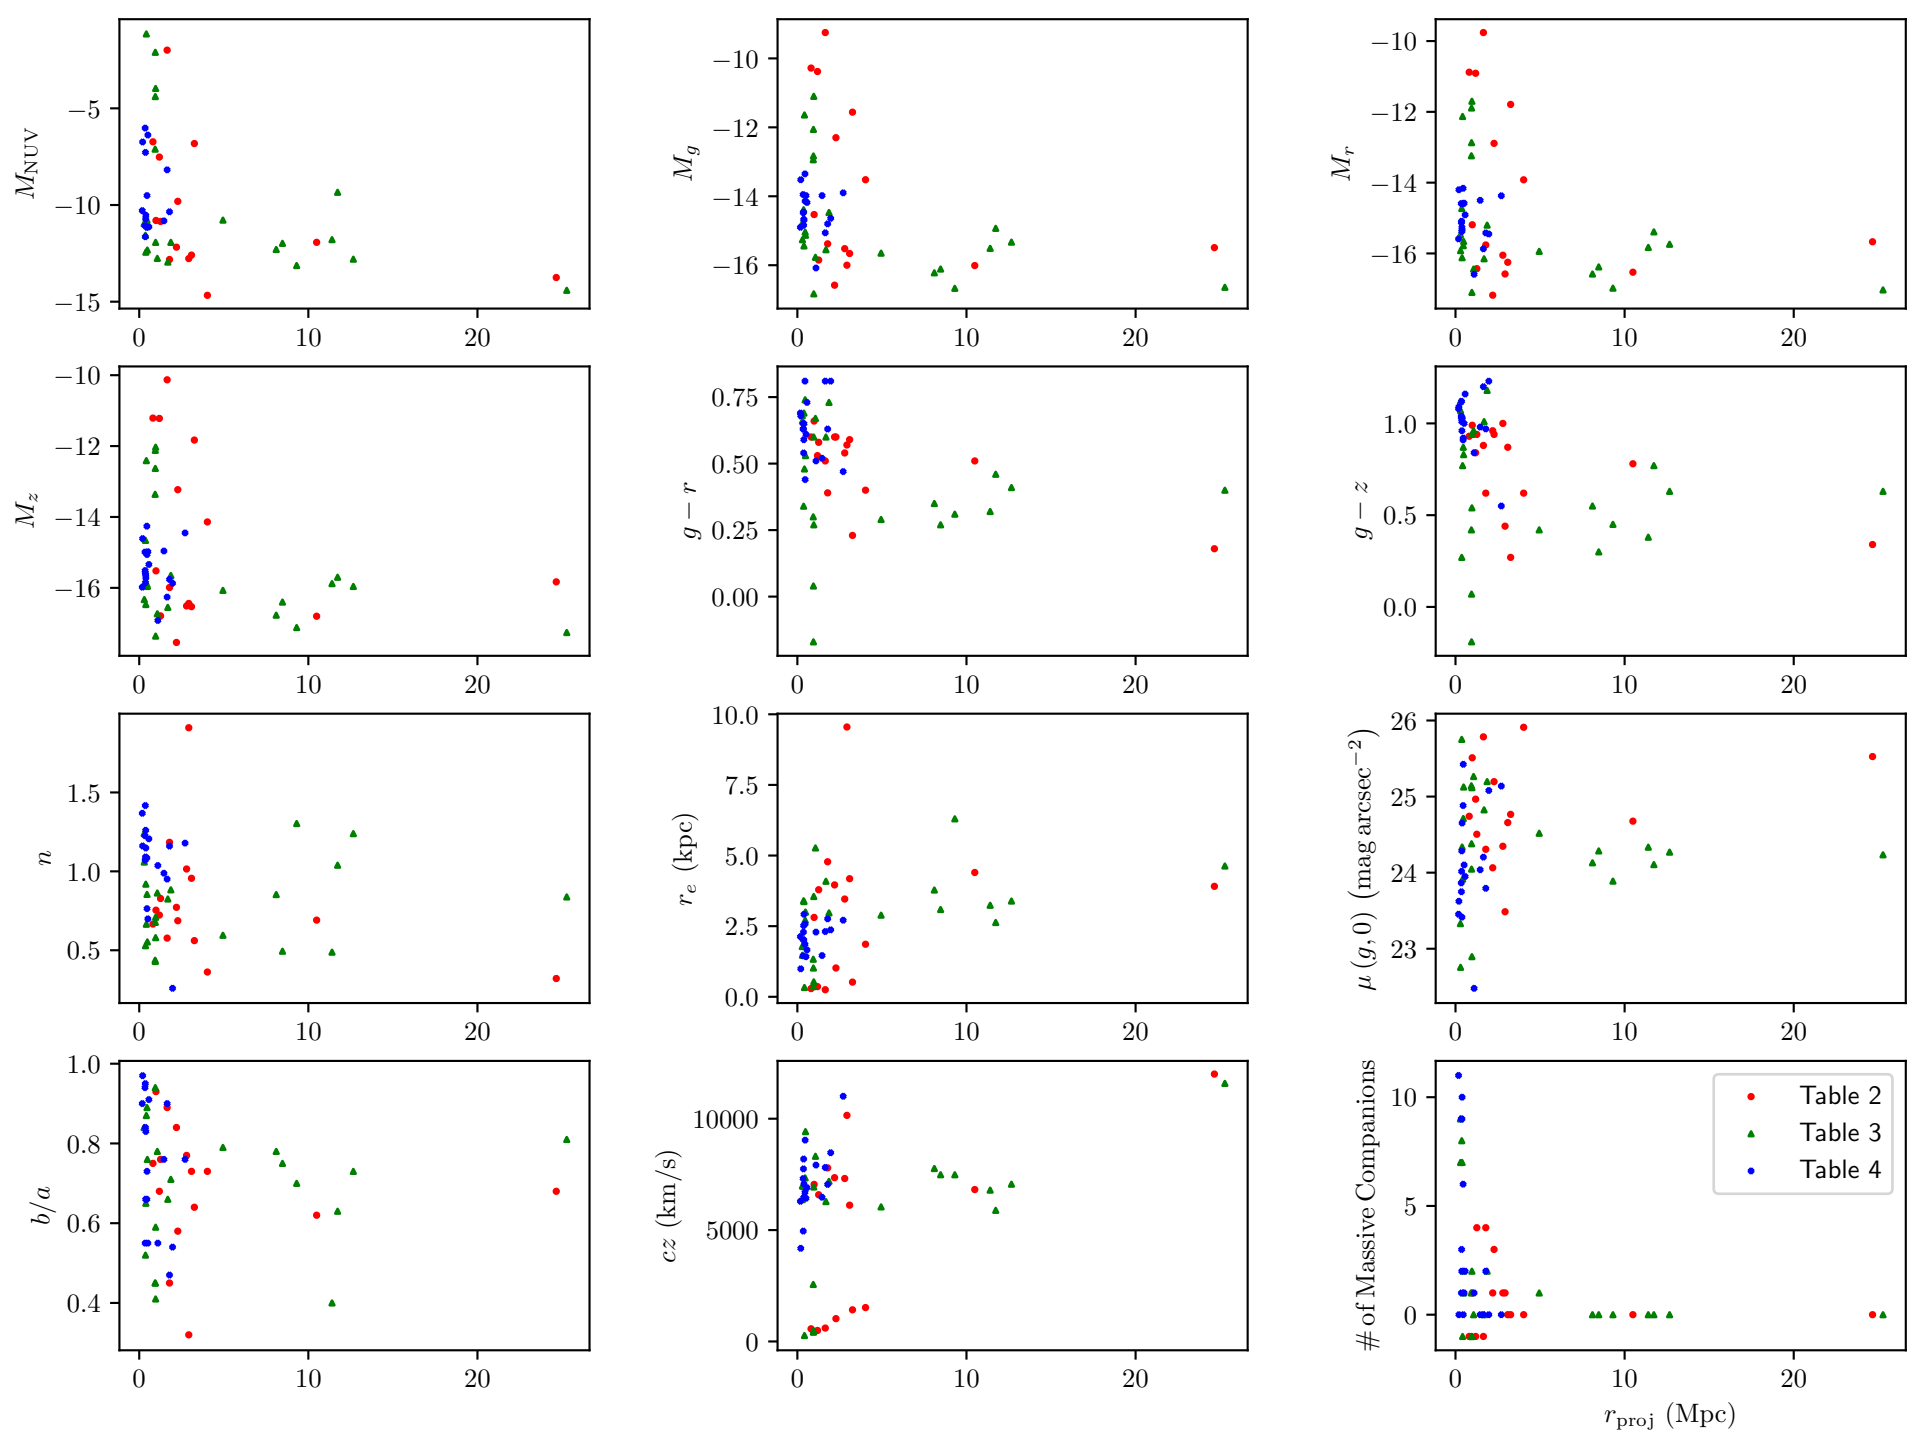 −5
−10
−15
M_NUV
0 10 20
−10
−12
−14
−16
M_g
0 10 20
−10
−12
−14
−16
M_r
0 10 20
−10
−12
−14
−16
M_z
0 10 20
0.75
0.50
0.25
0.00
g − r
0 10 20
1.0
0.5
0.0
g − z
0 10 20
1.5
1.0
0.5
n
0 10 20
10.0
7.5
5.0
2.5
0.0
r_e (kpc)
0 10 20
26
25
24
23
μ (g, 0) (mag arcsec⁻²)
0 10 20
1.0
0.8
0.6
0.4
b/a
0 10 20
10000
5000
0
cz (km/s)
0 10 20
10
5
0
# of Massive Companions
Table 2
Table 3
Table 4
0 10 20
r_proj (Mpc)